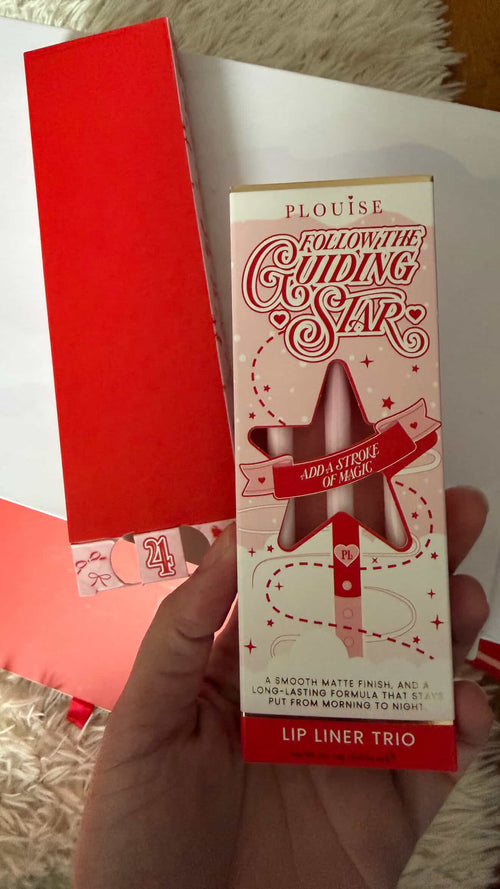 PLOUISE
FOLLOW THE
GUIDING
STAR
ADD A STROKE
OF MAGIC
24
PL
A SMOOTH MATTE FINISH, AND A
LONG-LASTING FORMULA THAT STAYS
PUT FROM MORNING TO NIGHT.
LIP LINER TRIO